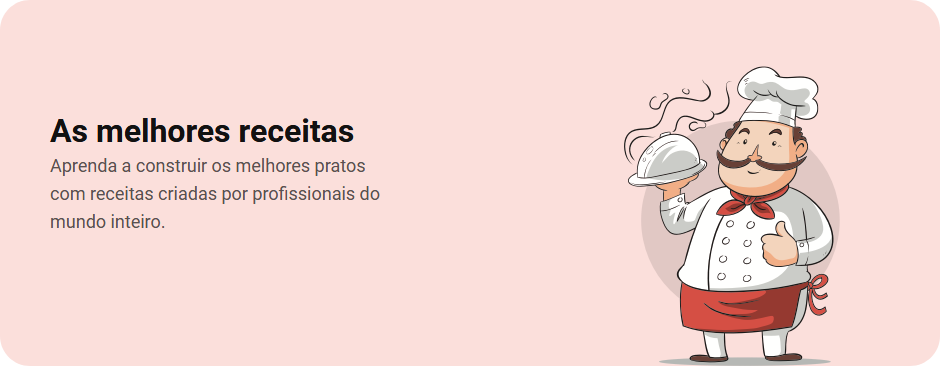 As melhores receitas
Aprenda a construir os melhores pratos
com receitas criadas por profissionais do
mundo inteiro.